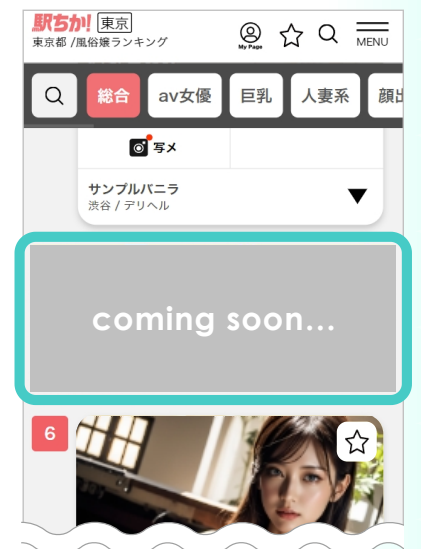 駅ちか! 東京
東京都 /風俗嬢ランキング
My Page
MENU
総合 av女優 巨乳 人妻系 顔出
写メ
サンプルバニラ
渋谷 / デリヘル
coming soon...
6